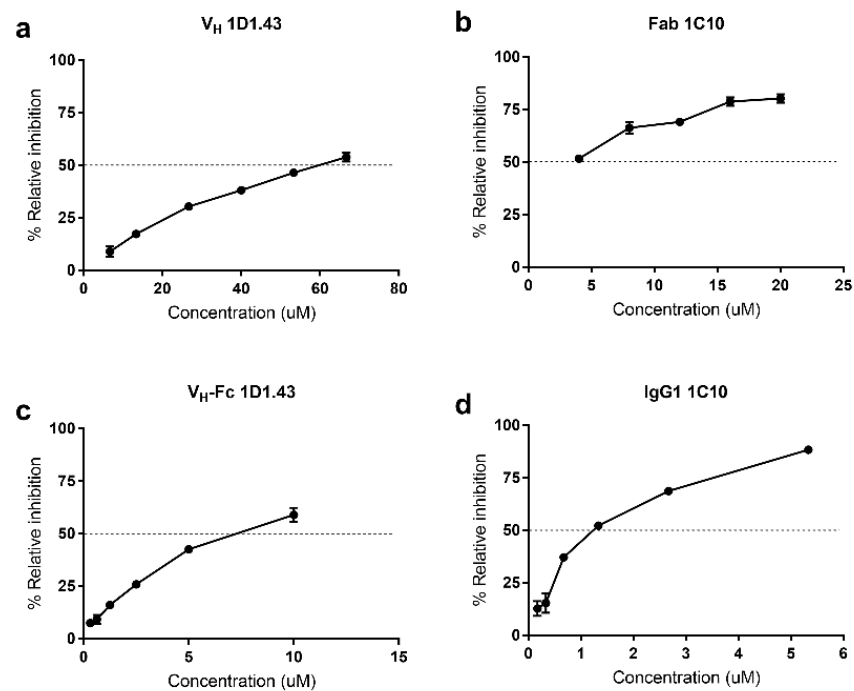 a
V_H 1D1.43
100
75
50
25
0
% Relative inhibition
0 20 40 60 80
Concentration (uM)
b
Fab 1C10
100
75
50
25
0
% Relative inhibition
0 5 10 15 20 25
Concentration (uM)
c
V_H-Fc 1D1.43
100
75
50
25
0
% Relative inhibition
0 5 10 15
Concentration (uM)
d
IgG1 1C10
100
75
50
25
0
% Relative inhibition
0 1 2 3 4 5 6
Concentration (uM)